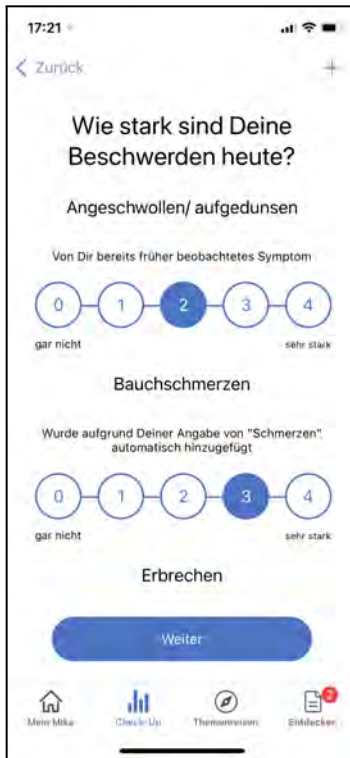 17:21
Zurück
Wie stark sind Deine
Beschwerden heute?
Angeschwollen/ aufgedunsen
Von Dir bereits früher beobachtetes Symptom
0 1 2 3 4
gar nicht sehr stark
Bauchschmerzen
Wurde aufgrund Deiner Angabe von "Schmerzen"
automatisch hinzugefügt
0 1 2 3 4
gar nicht sehr stark
Erbrechen
Weiter
2
Mein Mika Check-Up Themenreisen Entdecken